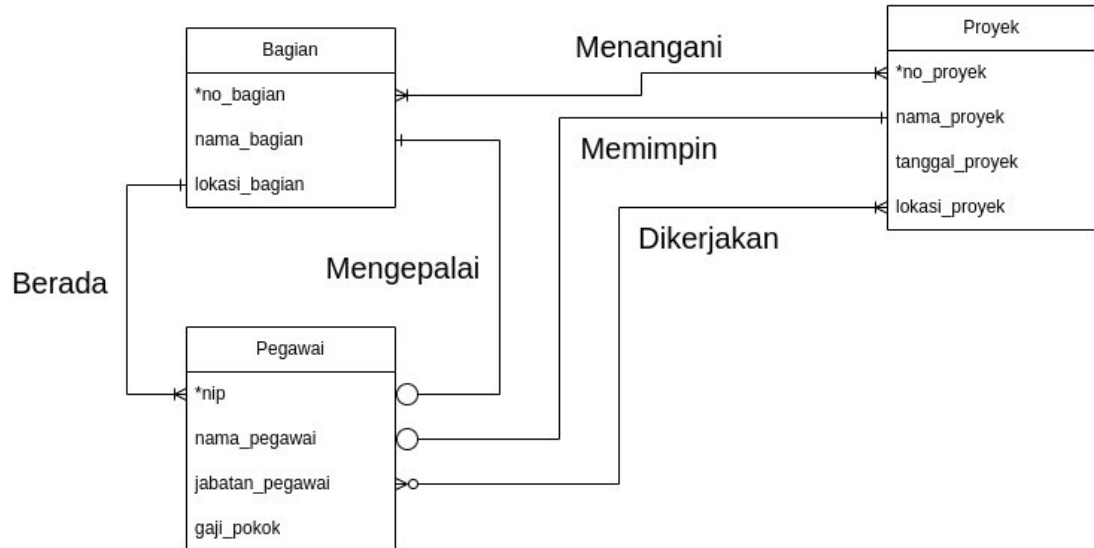 Bagian
*no_bagian
nama_bagian
lokasi_bagian
Menangani
Proyek
*no_proyek
nama_proyek
tanggal_proyek
lokasi_proyek
Memimpin
Dikerjakan
Mengepalai
Berada
Pegawai
*nip
nama_pegawai
jabatan_pegawai
gaji_pokok